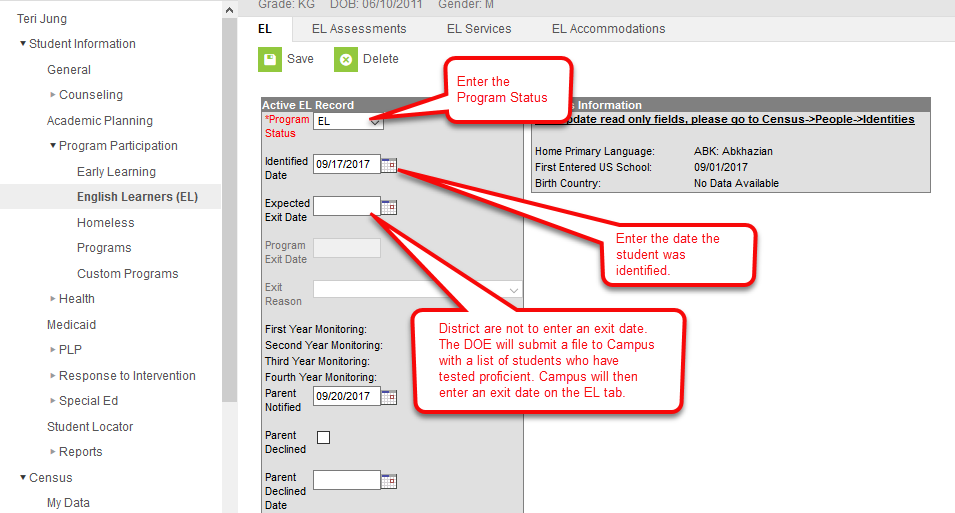 Grade: KG DOB: 06/10/2011 Gender: M
Teri Jung
Student Information
General
Counseling
Academic Planning
Program Participation
Early Learning
English Learners (EL)
Homeless
Programs
Custom Programs
Health
Medicaid
PLP
Response to Intervention
Special Ed
Student Locator
Reports
Census
My Data
EL EL Assessments EL Services EL Accommodations
Save Delete
Enter the
Program Status
Active EL Record
*Program
Status
EL
Identified
Date
09/17/2017
Expected
Exit Date
Program
Exit Date
Exit
Reason
First Year Monitoring:
Second Year Monitoring:
Third Year Monitoring:
Fourth Year Monitoring:
Parent
Notified
09/20/2017
Parent
Declined
Parent
Declined
Date
Information
update read only fields, please go to Census->People->Identities
Home Primary Language: ABK: Abkhazian
First Entered US School: 09/01/2017
Birth Country: No Data Available
Enter the date the
student was
identified.
District are not to enter an exit date.
The DOE will submit a file to Campus
with a list of students who have
tested proficient. Campus will then
enter an exit date on the EL tab.